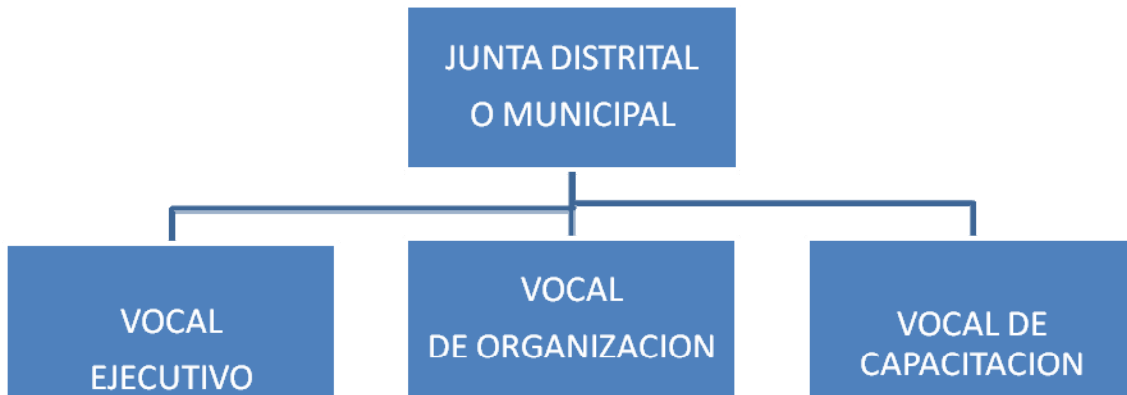 JUNTA DISTRITAL
O MUNICIPAL
VOCAL
EJECUTIVO
VOCAL
DE ORGANIZACION
VOCAL DE
CAPACITACION